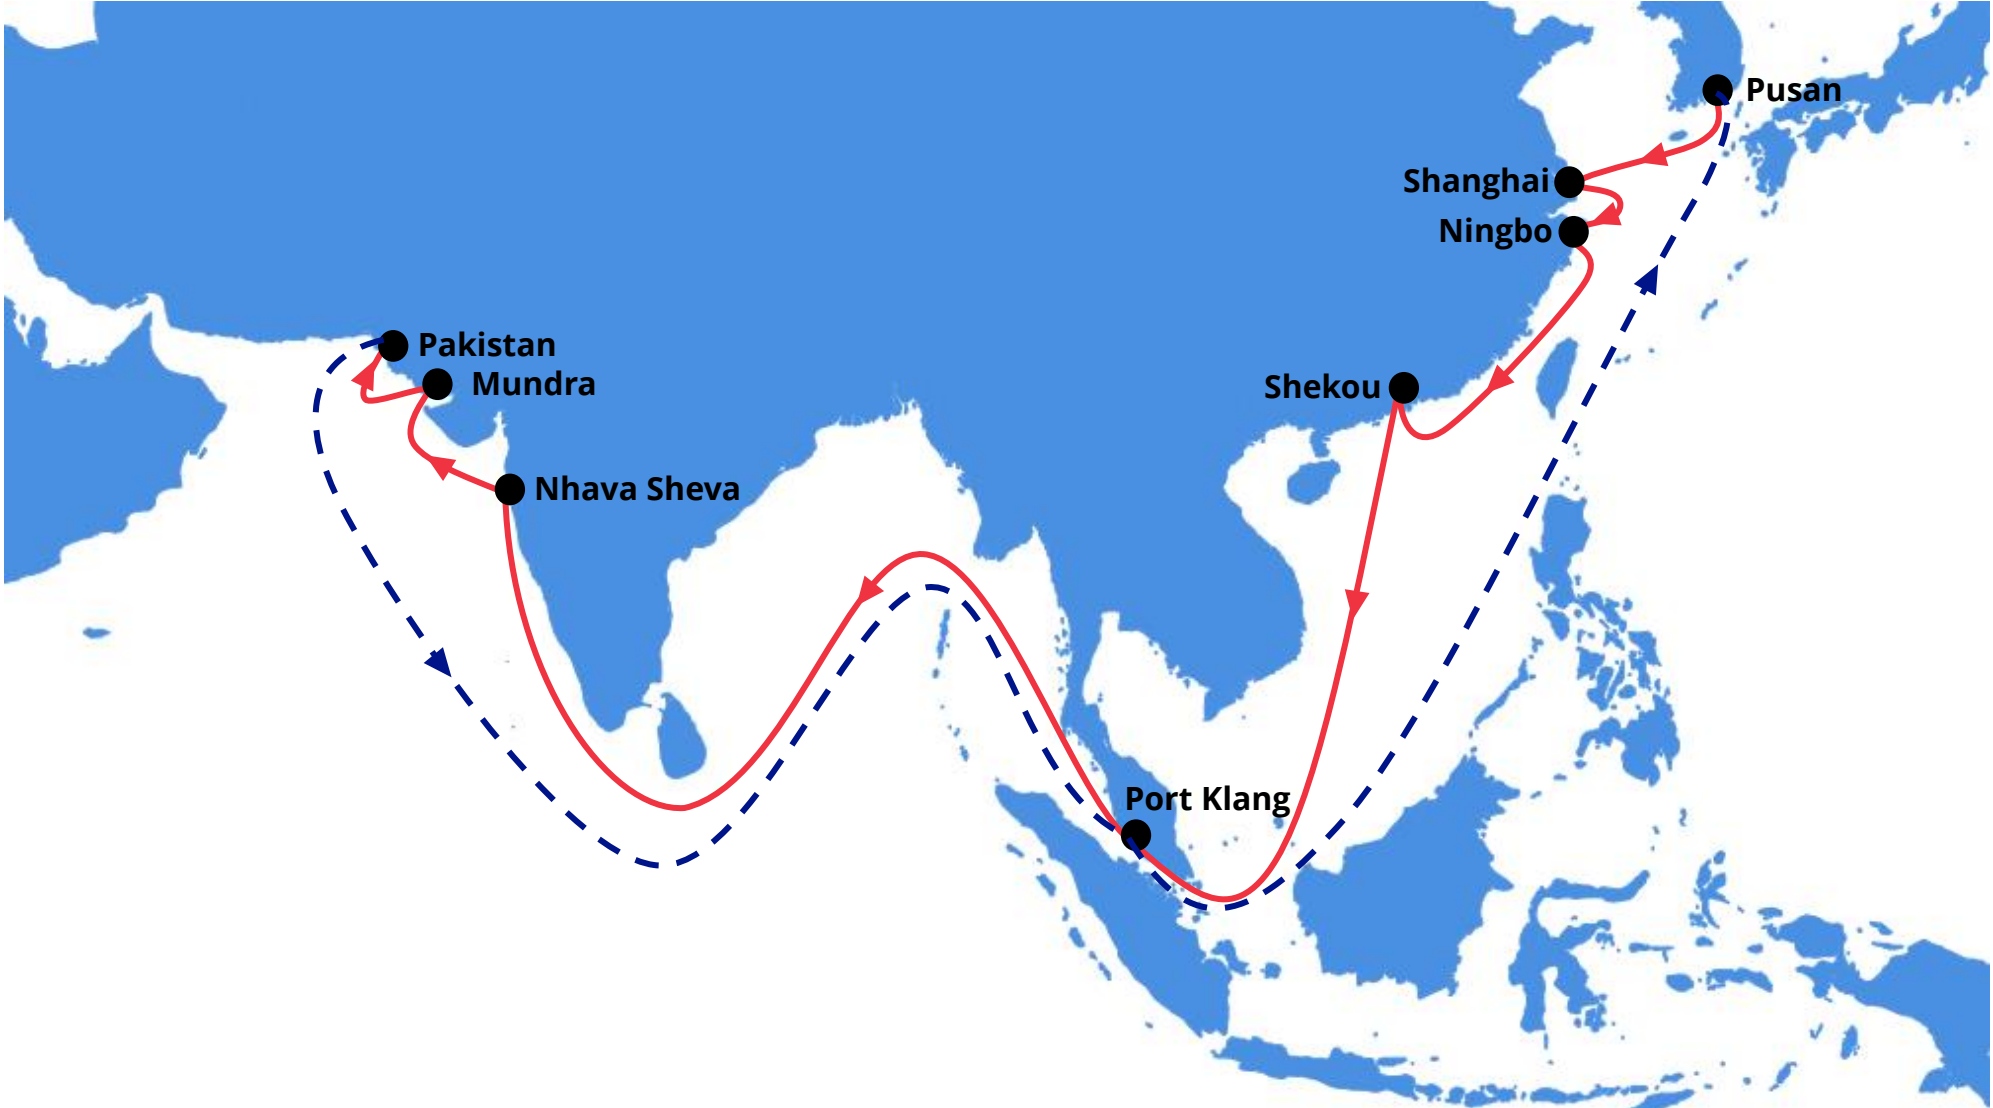 Pusan
Shanghai
Ningbo
Pakistan
Mundra
Shekou
Nhava Sheva
Port Klang